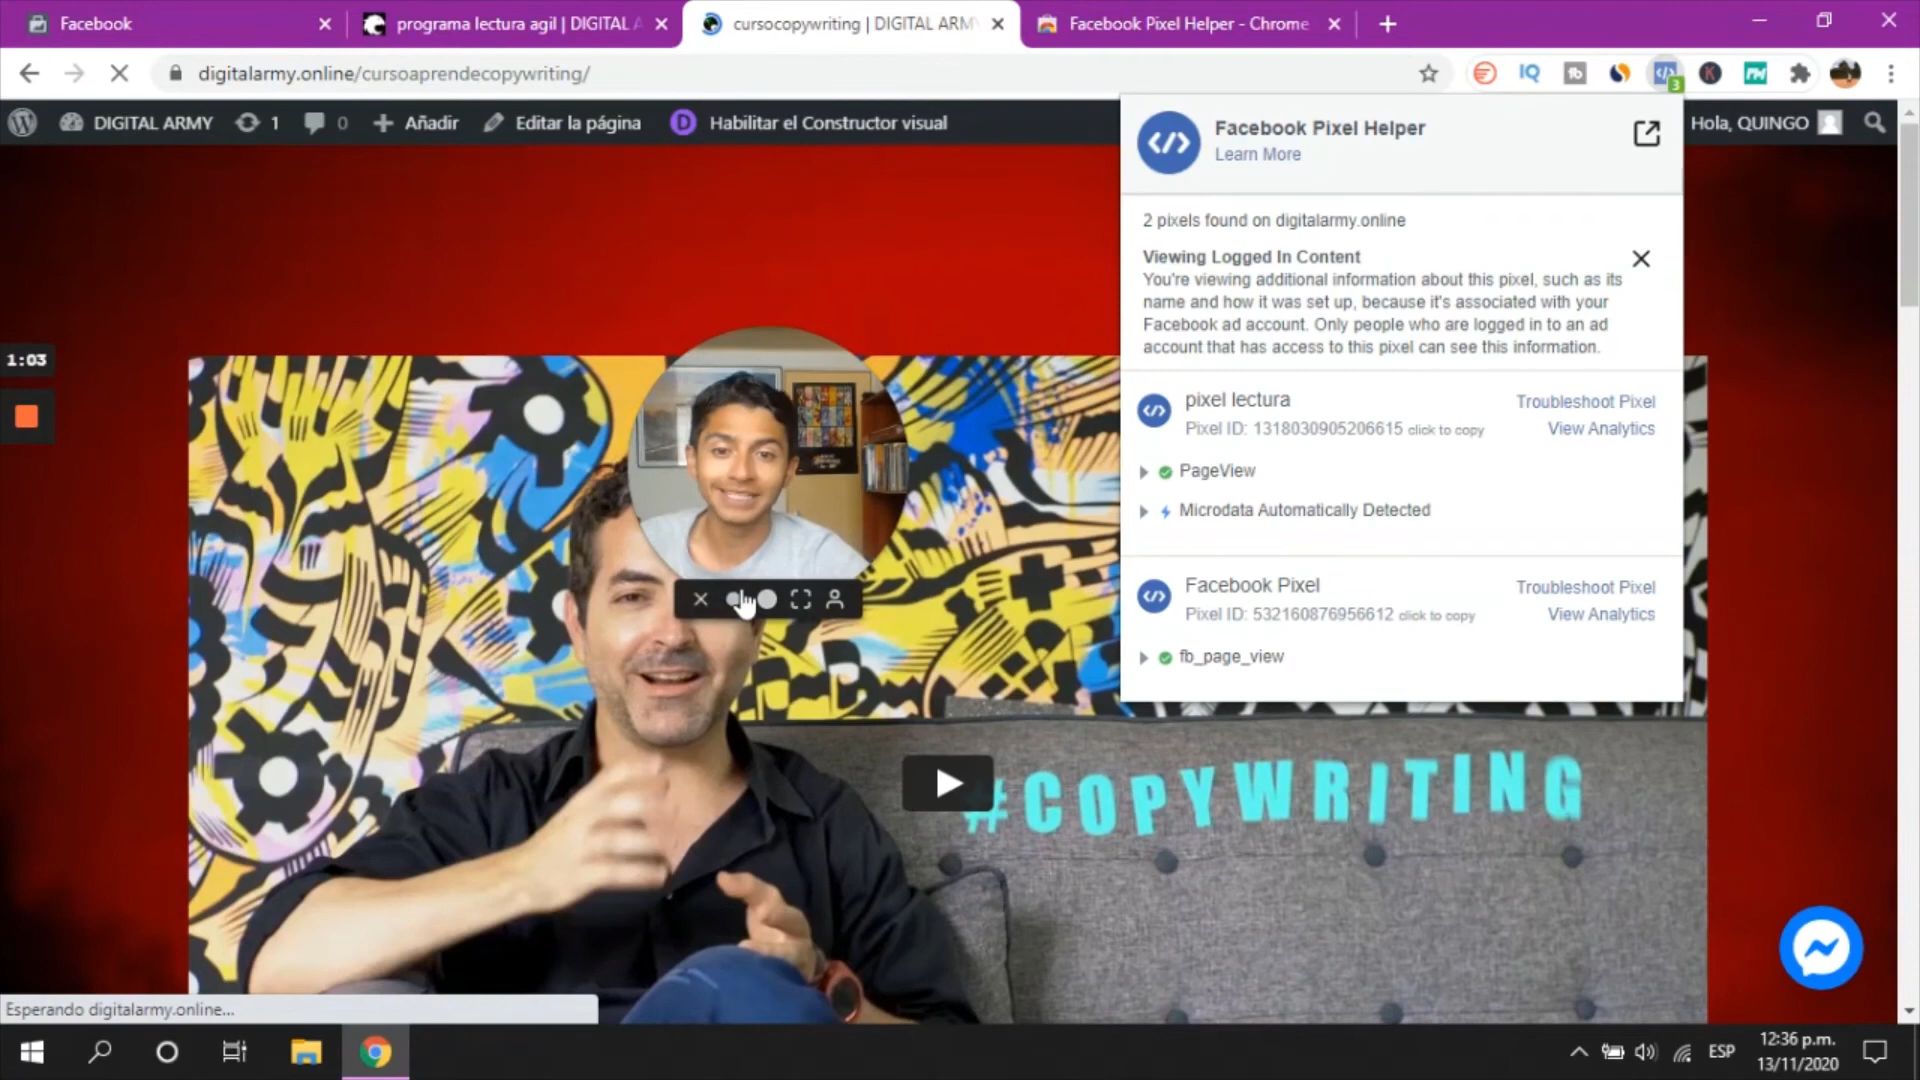 Facebook
programa lectura agil | DIGITAL A
cursocopywriting | DIGITAL ARM
Facebook Pixel Helper - Chrome
digitalarmy.online/cursoaprendecopywriting/
IQ
fb
3
K
DIGITAL ARMY
1
0
Añadir
Editar la página
D
Habilitar el Constructor visual
Hola, QUINGO
Facebook Pixel Helper
Learn More
2 pixels found on digitalarmy.online
Viewing Logged In Content
You're viewing additional information about this pixel, such as its
name and how it was set up, because it's associated with your
Facebook ad account. Only people who are logged in to an ad
account that has access to this pixel can see this information.
pixel lectura
Troubleshoot Pixel
Pixel ID: 1318030905206615 click to copy
View Analytics
PageView
Microdata Automatically Detected
Facebook Pixel
Troubleshoot Pixel
Pixel ID: 532160876956612 click to copy
View Analytics
fb_page_view
1:03
#COPYWRITING
Esperando digitalarmy.online...
ESP
12:36 p.m.
13/11/2020